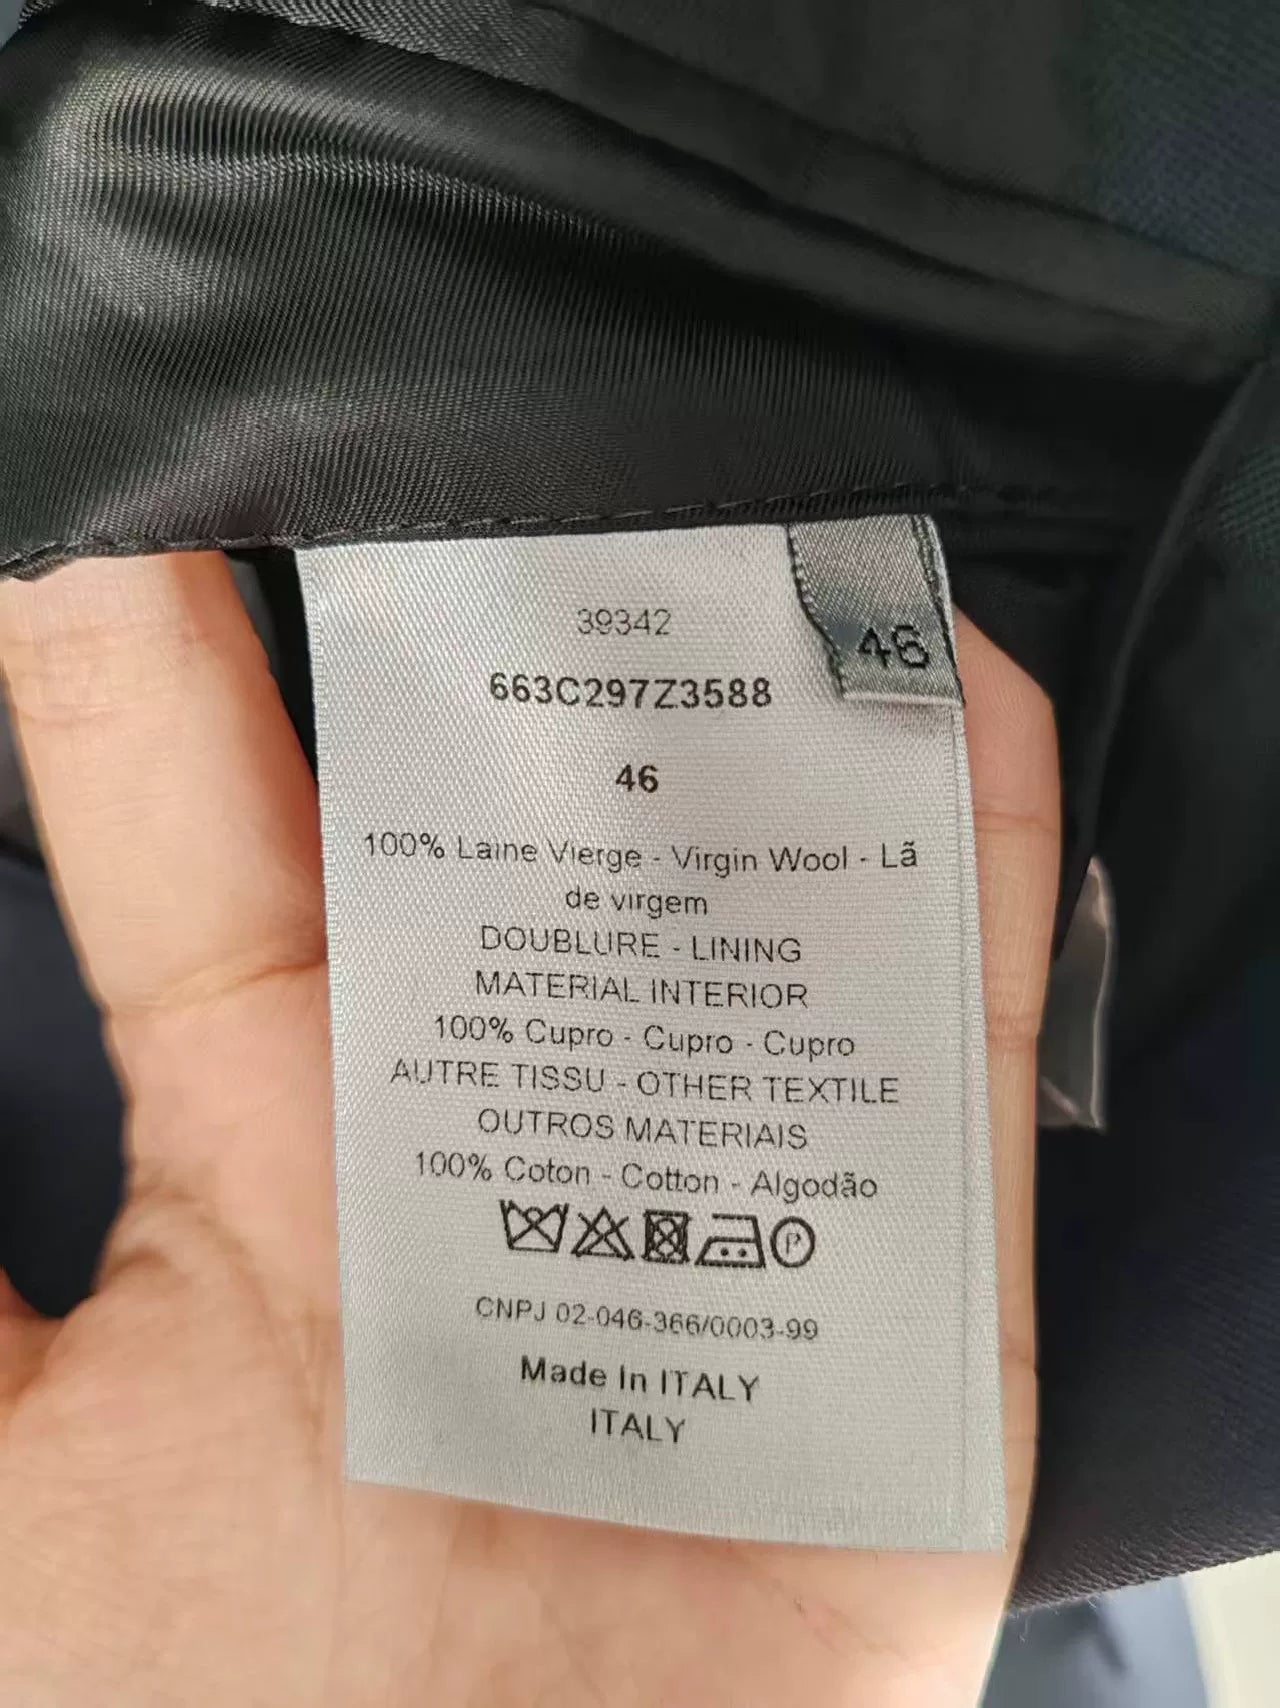 39342
46
663C297Z3588
46
100% Laine Vierge - Virgin Wool - Lã
de virgem
DOUBLURE - LINING
MATERIAL INTERIOR
100% Cupro - Cupro - Cupro
AUTRE TISSU - OTHER TEXTILE
OUTROS MATERIAIS
100% Coton - Cotton - Algodão
P
CNPJ 02-046-366/0003-99
Made In ITALY
ITALY